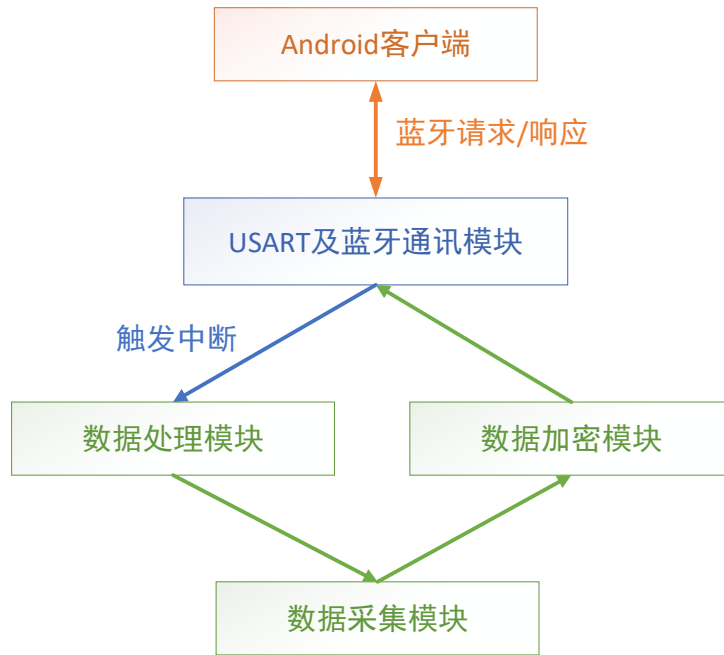 Android客户端
蓝牙请求/响应
USART及蓝牙通讯模块
触发中断
数据处理模块
数据加密模块
数据采集模块